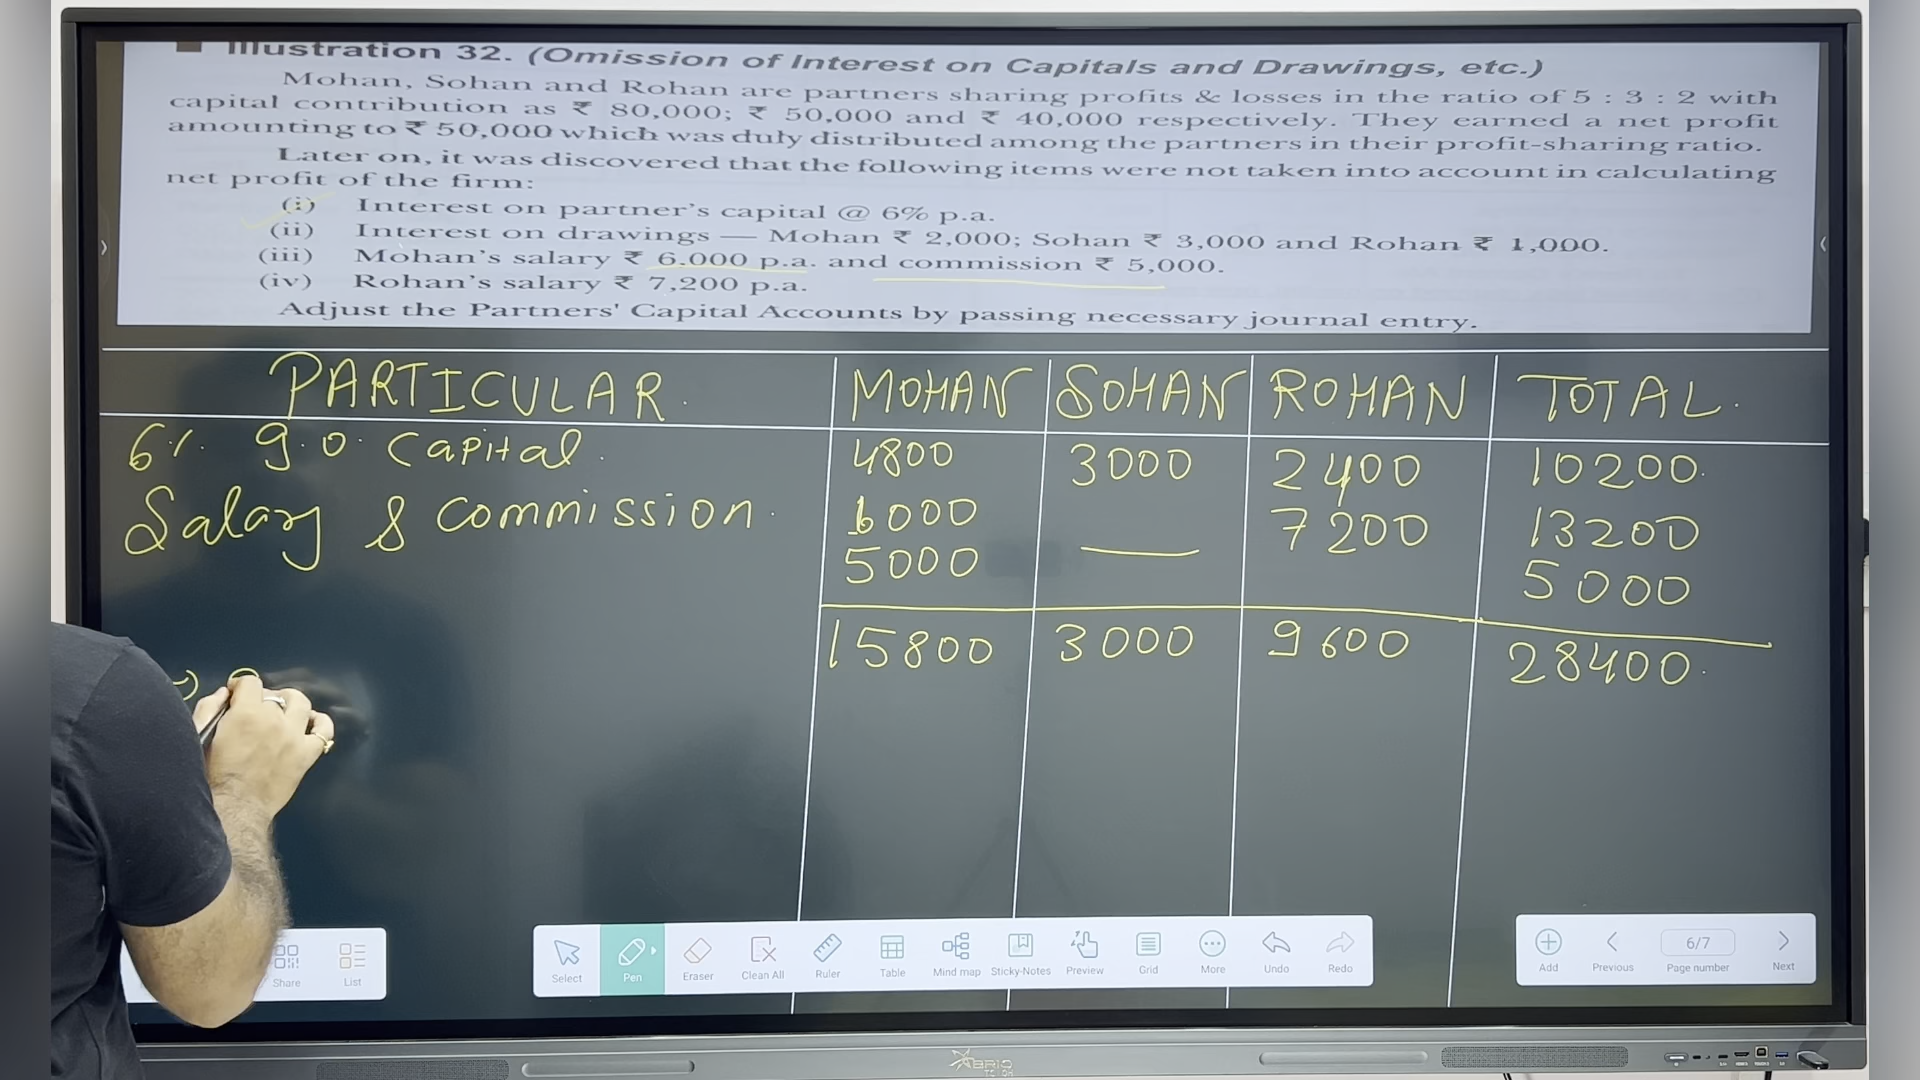 Illustration 32. (Omission of Interest on Capitals and Drawings, etc.)
Mohan, Sohan and Rohan are partners sharing profits & losses in the ratio of 5 : 3 : 2 with
capital contribution as ₹ 80,000; ₹ 50,000 and ₹ 40,000 respectively. They earned a net profit
amounting to ₹ 50,000 which was duly distributed among the partners in their profit-sharing ratio.
Later on, it was discovered that the following items were not taken into account in calculating
net profit of the firm:
(i) Interest on partner's capital @ 6% p.a.
(ii) Interest on drawings — Mohan ₹ 2,000; Sohan ₹ 3,000 and Rohan ₹ 1,000.
(iii) Mohan's salary ₹ 6,000 p.a. and commission ₹ 5,000.
(iv) Rohan's salary ₹ 7,200 p.a.
Adjust the Partners' Capital Accounts by passing necessary journal entry.
PARTICULAR. MOHAN SOHAN ROHAN TOTAL.
6%. g.o. Capital. 4800 3000 2400 10200.
Salary & Commission. 6000 7200 13200
5000 — 5000
15800 3000 9600 28400.
Share List Select Pen Eraser Clean All Ruler Table Mind map Sticky-Notes Preview Grid More Undo Redo Add Previous 6/7 Page number Next